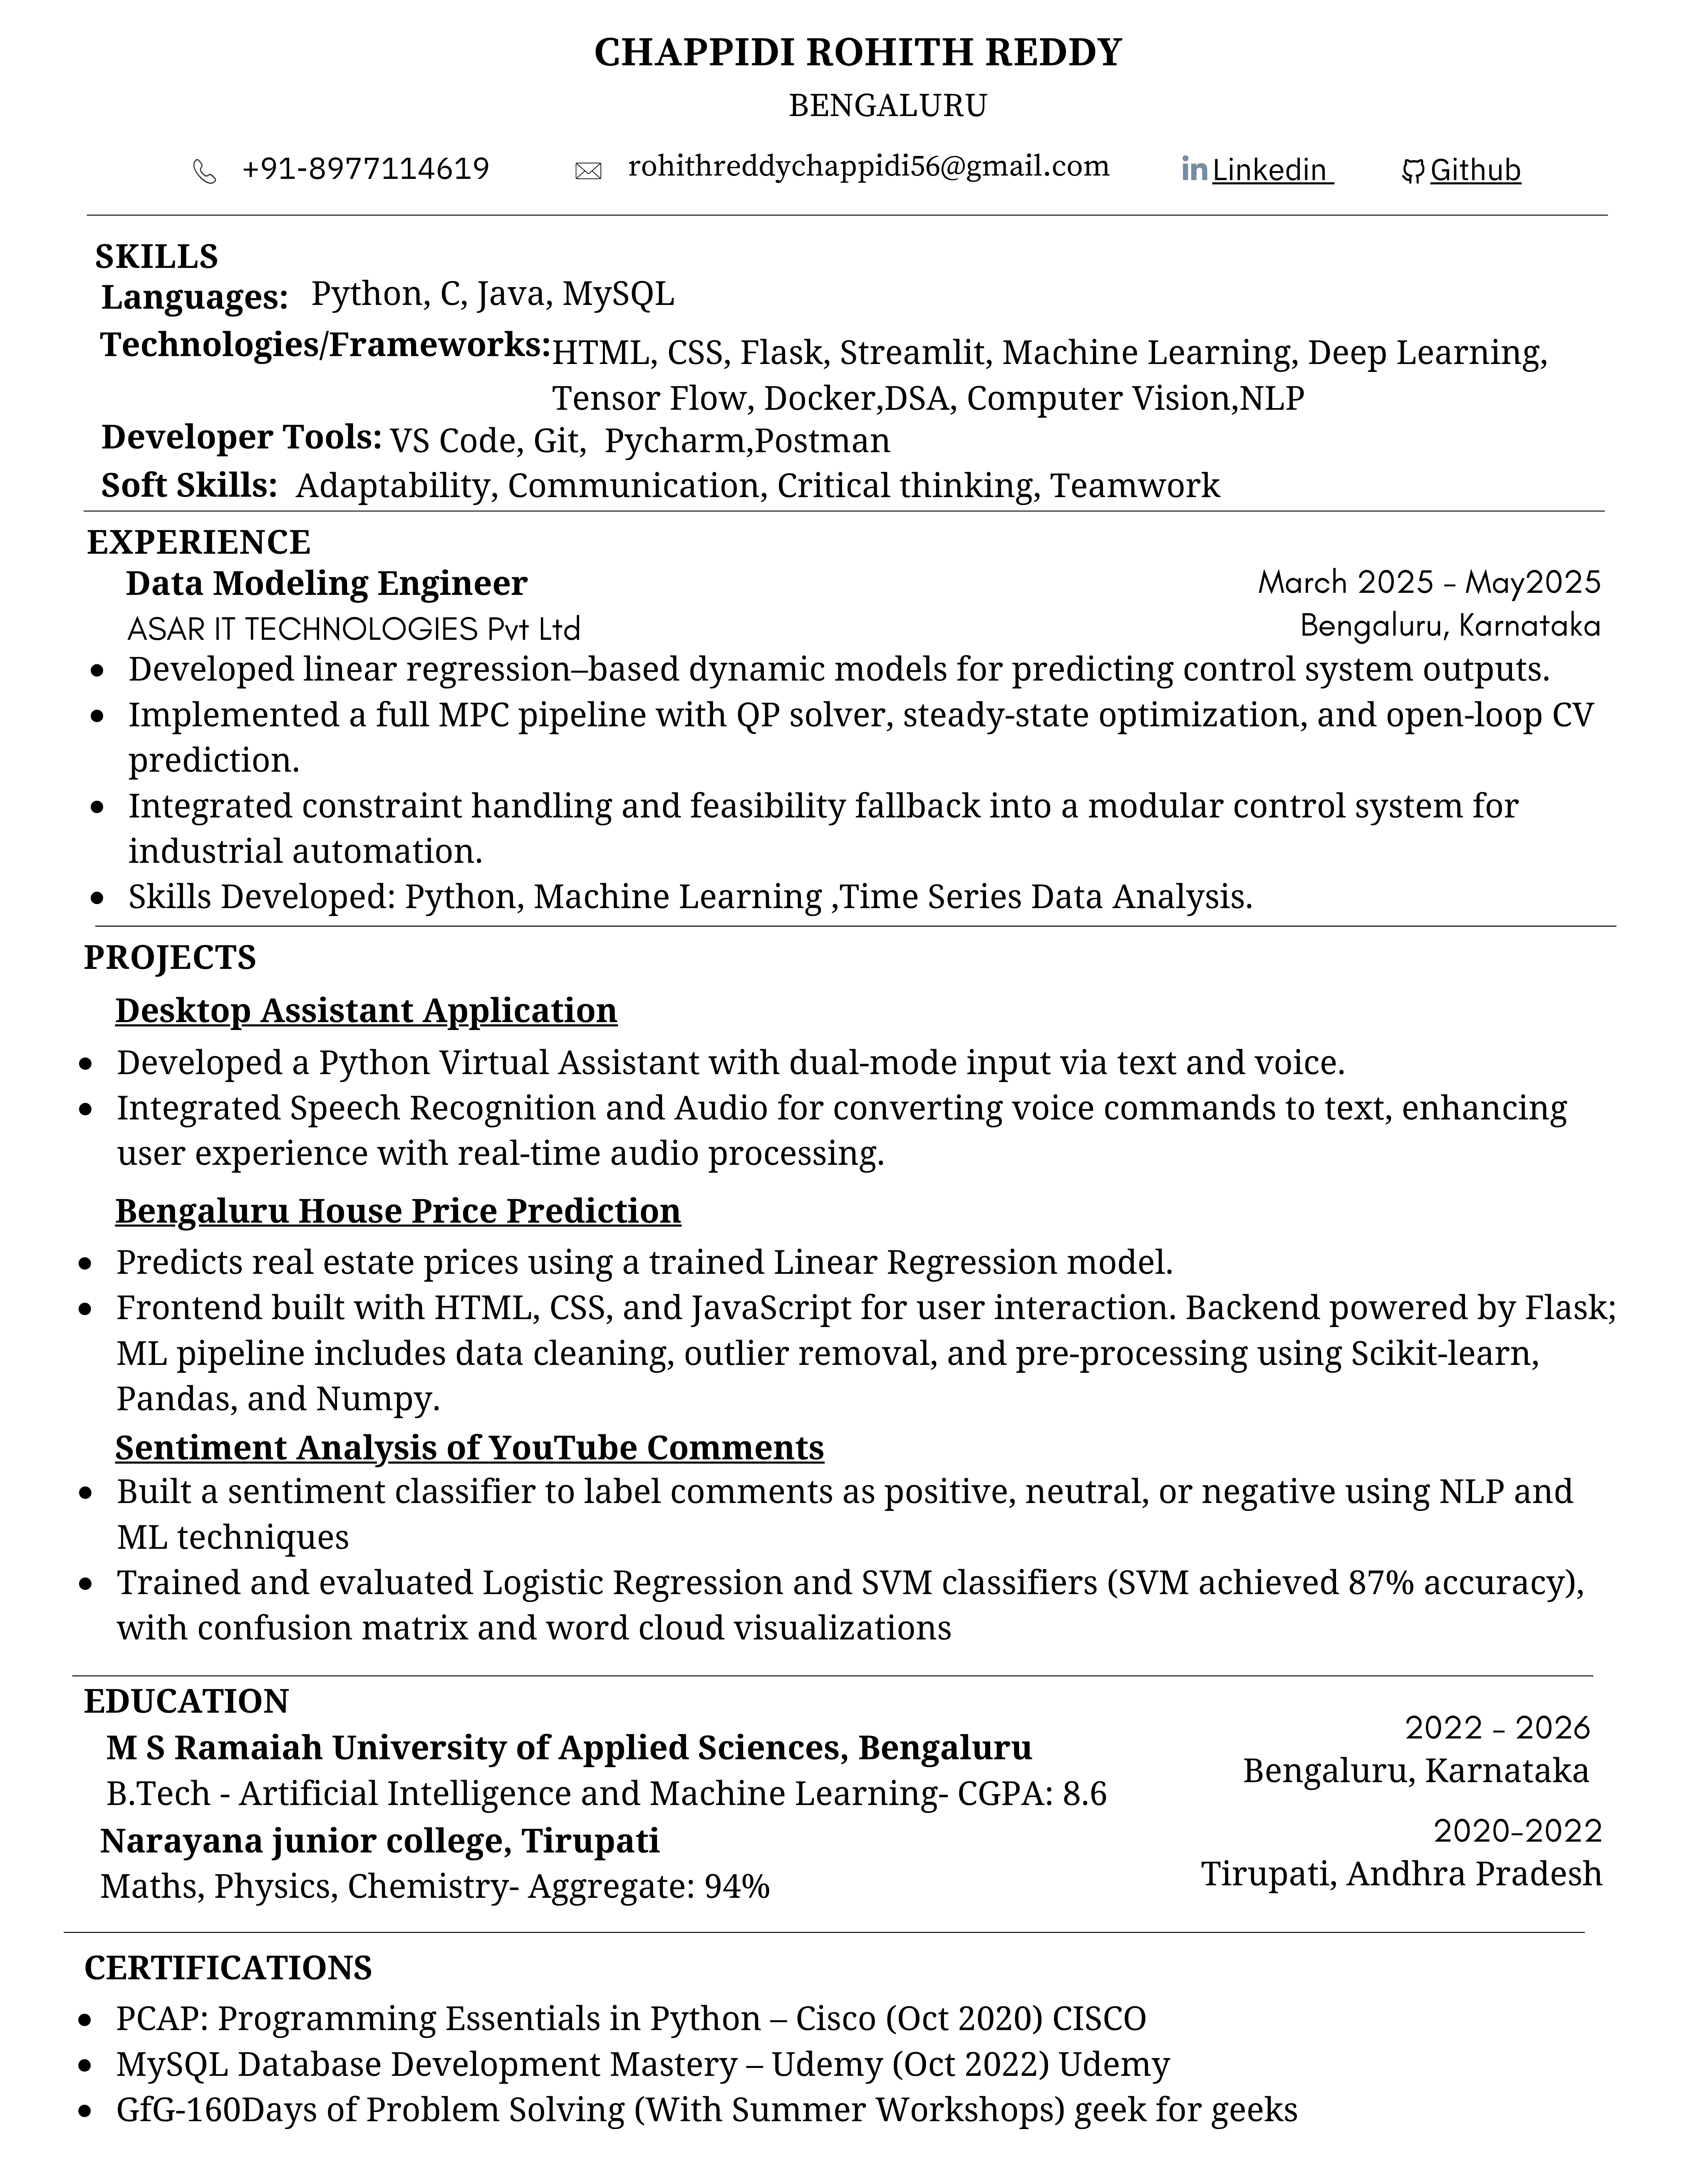 CHAPPIDI ROHITH REDDY
BENGALURU
+91-8977114619 rohithreddychappidi56@gmail.com in Linkedin Github
SKILLS
Languages: Python, C, Java, MySQL
Technologies/Frameworks: HTML, CSS, Flask, Streamlit, Machine Learning, Deep Learning,
Tensor Flow, Docker,DSA, Computer Vision,NLP
Developer Tools: VS Code, Git, Pycharm,Postman
Soft Skills: Adaptability, Communication, Critical thinking, Teamwork
EXPERIENCE
Data Modeling Engineer March 2025 - May2025
ASAR IT TECHNOLOGIES Pvt Ltd Bengaluru, Karnataka
• Developed linear regression–based dynamic models for predicting control system outputs.
• Implemented a full MPC pipeline with QP solver, steady-state optimization, and open-loop CV
prediction.
• Integrated constraint handling and feasibility fallback into a modular control system for
industrial automation.
• Skills Developed: Python, Machine Learning ,Time Series Data Analysis.
PROJECTS
Desktop Assistant Application
• Developed a Python Virtual Assistant with dual-mode input via text and voice.
• Integrated Speech Recognition and Audio for converting voice commands to text, enhancing
user experience with real-time audio processing.
Bengaluru House Price Prediction
• Predicts real estate prices using a trained Linear Regression model.
• Frontend built with HTML, CSS, and JavaScript for user interaction. Backend powered by Flask;
ML pipeline includes data cleaning, outlier removal, and pre-processing using Scikit-learn,
Pandas, and Numpy.
Sentiment Analysis of YouTube Comments
• Built a sentiment classifier to label comments as positive, neutral, or negative using NLP and
ML techniques
• Trained and evaluated Logistic Regression and SVM classifiers (SVM achieved 87% accuracy),
with confusion matrix and word cloud visualizations
EDUCATION
M S Ramaiah University of Applied Sciences, Bengaluru 2022 - 2026
B.Tech - Artificial Intelligence and Machine Learning- CGPA: 8.6 Bengaluru, Karnataka
Narayana junior college, Tirupati 2020-2022
Maths, Physics, Chemistry- Aggregate: 94% Tirupati, Andhra Pradesh
CERTIFICATIONS
• PCAP: Programming Essentials in Python – Cisco (Oct 2020) CISCO
• MySQL Database Development Mastery – Udemy (Oct 2022) Udemy
• GfG-160Days of Problem Solving (With Summer Workshops) geek for geeks